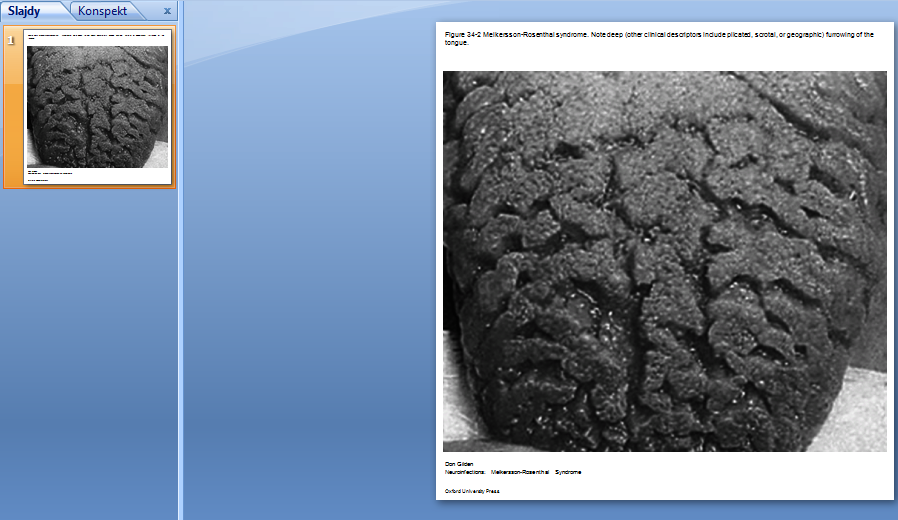 Slajdy
Konspekt
x
1
Figure 34-2 Melkersson-Rosenthal syndrome. Note deep (other clinical descriptors include plicated, scrotal, or geographic) furrowing of the
tongue.
Don Gilden
Neuroinfections: Melkersson-Rosenthal Syndrome
Oxford University Press